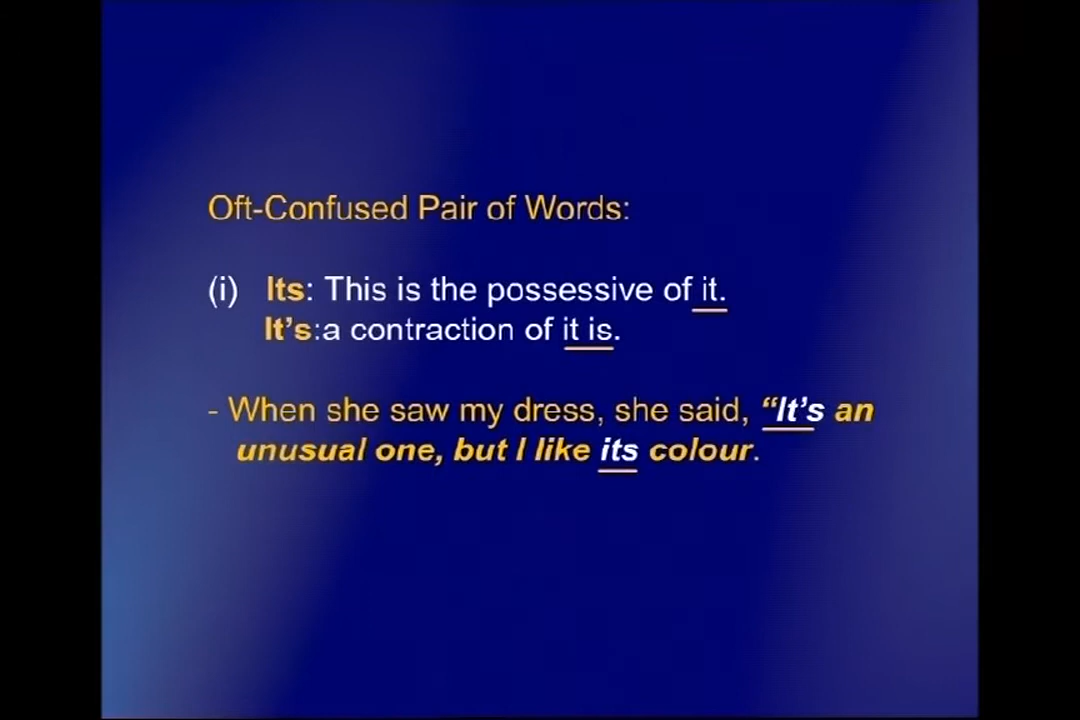 Oft-Confused Pair of Words:
(i) Its: This is the possessive of it.
It’s:a contraction of it is.
- When she saw my dress, she said, “It’s an
unusual one, but I like its colour.